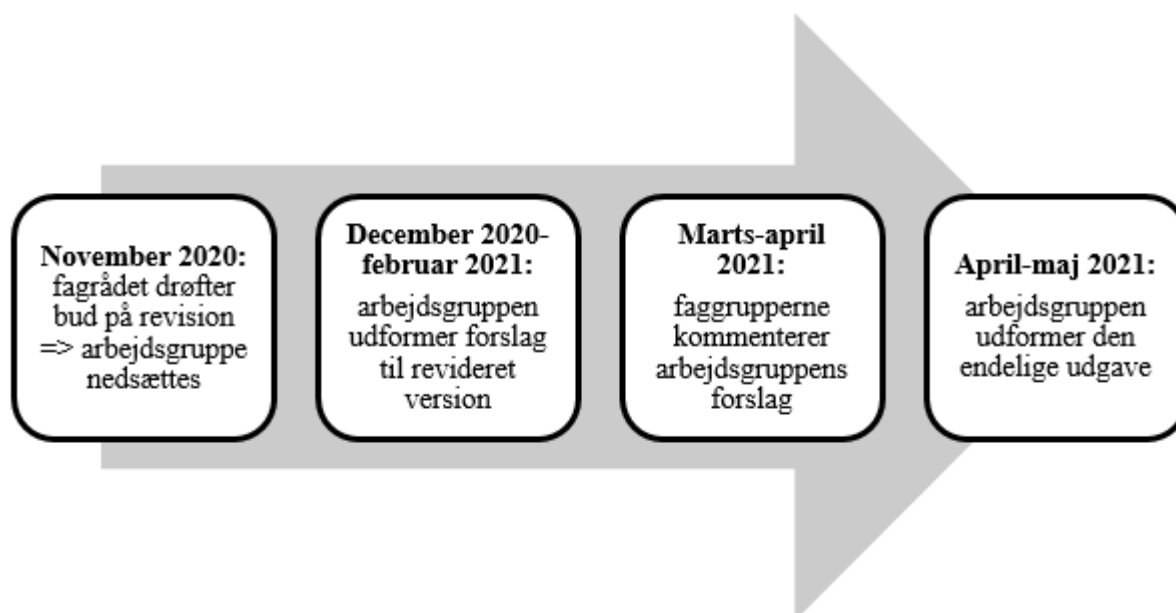 November 2020:
fagrådet drøfter
bud på revision
=> arbejdsgruppe
nedsættes
December 2020-
februar 2021:
arbejdsgruppen
udformer forslag
til revideret
version
Marts-april
2021:
faggrupperne
kommenterer
arbejdsgruppens
forslag
April-maj 2021:
arbejdsgruppen
udformer den
endelige udgave